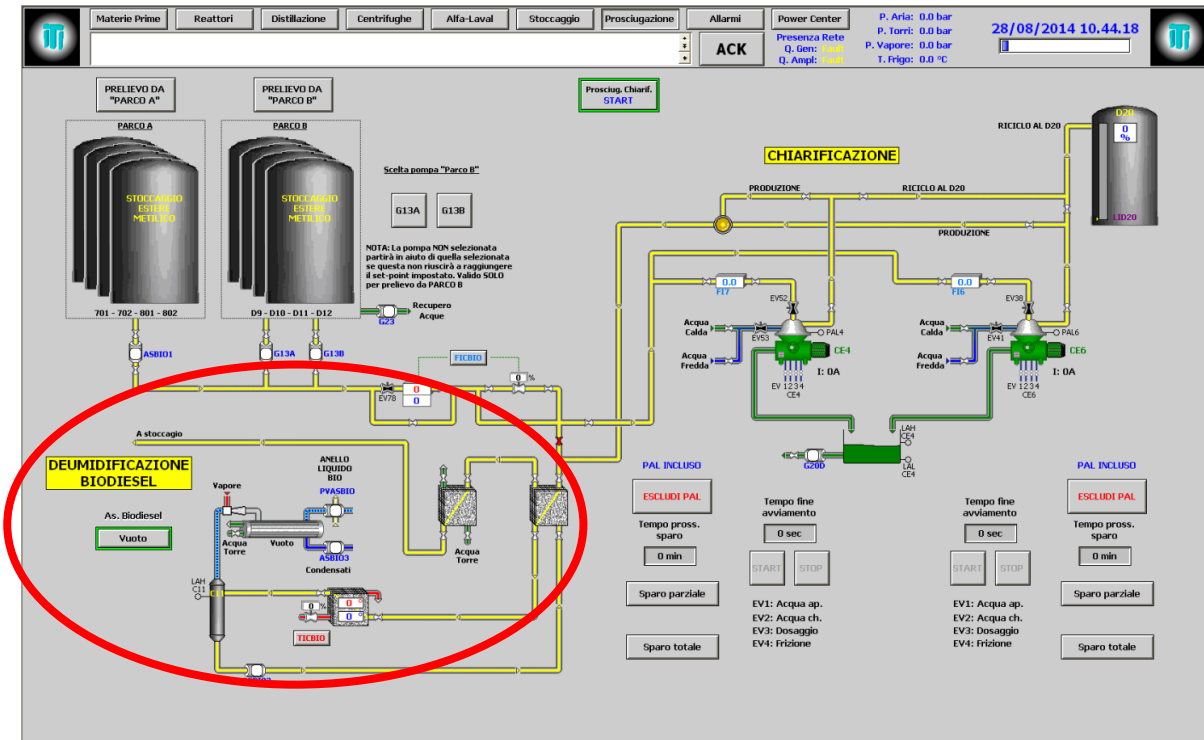 Materie Prime
Reattori
Distillazione
Centrifughe
Alfa-Laval
Stoccaggio
Prosciugazione
Allarmi
Power Center
ACK
Presenza Rete
Q. Gen: Fault
Q. Ampl: Fault
P. Aria: 0.0 bar
P. Torri: 0.0 bar
P. Vapore: 0.0 bar
T. Frigo: 0.0 °C
28/08/2014 10.44.18
PRELIEVO DA
"PARCO A"
PRELIEVO DA
"PARCO B"
Prosciug. Chiarif.
START
PARCO A
PARCO B
STOCCAGGIO
ESTERE
METILICO
STOCCAGGIO
ESTERE
METILICO
701 - 702 - 801 - 802
D9 - D10 - D11 - D12
Scelta pompa "Parco B"
G13A
G13B
NOTA: La pompa NON selezionata
partirà in aiuto di quella selezionata
se questa non riuscirà a raggiungere
il set-point impostato. Valido SOLO
per prelievo da PARCO B
Recupero
Acque
G23
ASBIO1
G13A
G13B
FICBIO
EV78
0
0
0 %
CHIARIFICAZIONE
RICICLO AL D20
D20
0
%
LID20
PRODUZIONE
RICICLO AL D20
PRODUZIONE
0.0
FI7
0.0
FI6
EV52
EV38
Acqua
Calda
EV53
PAL4
Acqua
Fredda
CE4
I: 0A
EV 1 2 3 4
CE4
Acqua
Calda
EV41
PAL6
Acqua
Fredda
CE6
I: 0A
EV 1 2 3 4
CE6
LAH
CE4
LAL
CE4
G20D
A stoccagio
DEUMIDIFICAZIONE
BIODIESEL
As. Biodiesel
Vuoto
Vapore
ANELLO
LIQUIDO
BIO
PVASBIO
Acqua
Torre
Vuoto
ASBIO3
Condensati
Acqua
Torre
LAH
C11
C11
0 %
0 °
0 °
TICBIO
PAL INCLUSO
ESCLUDI PAL
Tempo pross.
sparo
0 min
Sparo parziale
Sparo totale
Tempo fine
avviamento
0 sec
START
STOP
EV1: Acqua ap.
EV2: Acqua ch.
EV3: Dosaggio
EV4: Frizione
Tempo fine
avviamento
0 sec
START
STOP
EV1: Acqua ap.
EV2: Acqua ch.
EV3: Dosaggio
EV4: Frizione
PAL INCLUSO
ESCLUDI PAL
Tempo pross.
sparo
0 min
Sparo parziale
Sparo totale